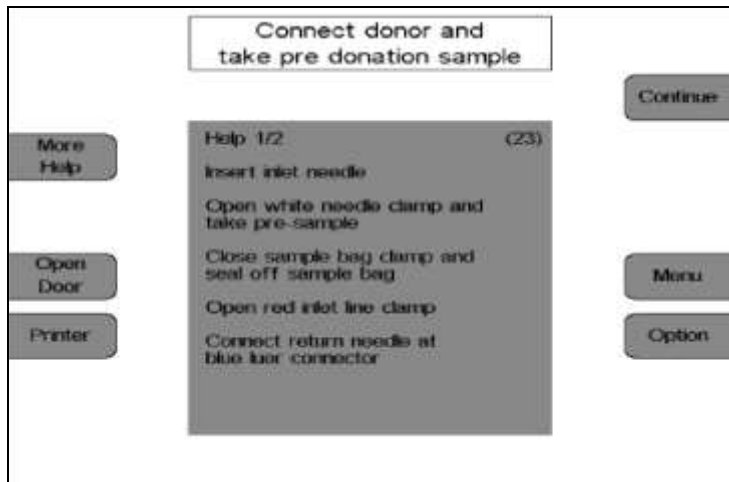 Connect donor and
take pre donation sample
Continue
More
Help
Help 1/2 (23)
Insert inlet needle
Open white needle clamp and
take pre-sample
Close sample bag clamp and
seal off sample bag
Open red inlet line clamp
Connect return needle at
blue luer connector
Open
Door
Menu
Printer
Option